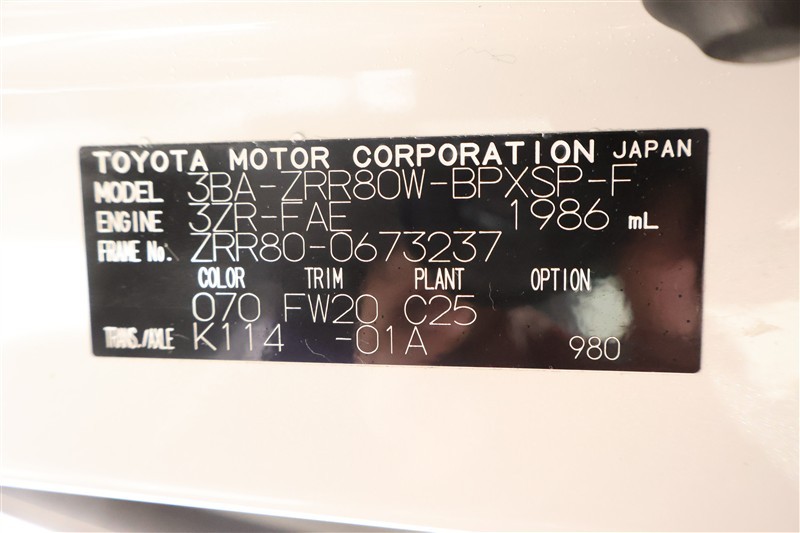 TOYOTA MOTOR CORPORATION JAPAN
MODEL 3BA-ZRR80W-BPXSP-F
ENGINE 3ZR-FAE 1986 mL
FRAME No. ZRR80-0673237
COLOR TRIM PLANT OPTION
070 FW20 C25
TRANS./AXLE K114 -01A 980